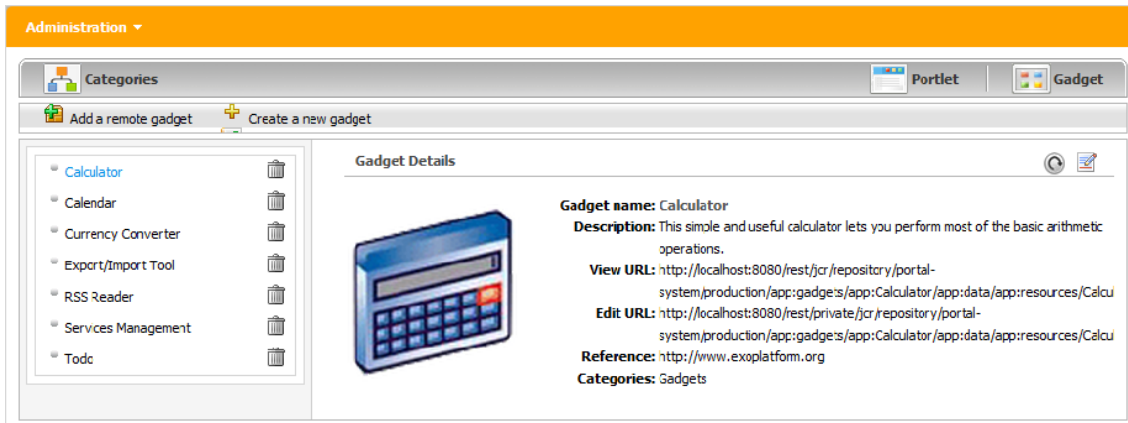 Administration
Categories
Portlet
Gadget
Add a remote gadget
Create a new gadget
Calculator
Calendar
Currency Converter
Export/Import Tool
RSS Reader
Services Management
Todo
Gadget Details
Gadget name: Calculator
Description: This simple and useful calculator lets you perform most of the basic arithmetic
operations.
View URL: http://localhost:8080/rest/jcr/repository/portal-
system/production/app:gadgets/app:Calculator/app:data/app:resources/Calcul
Edit URL: http://localhost:8080/rest/private/jcr/repository/portal-
system/production/app:gadgets/app:Calculator/app:data/app:resources/Calcul
Reference: http://www.exoplatform.org
Categories: Gadgets